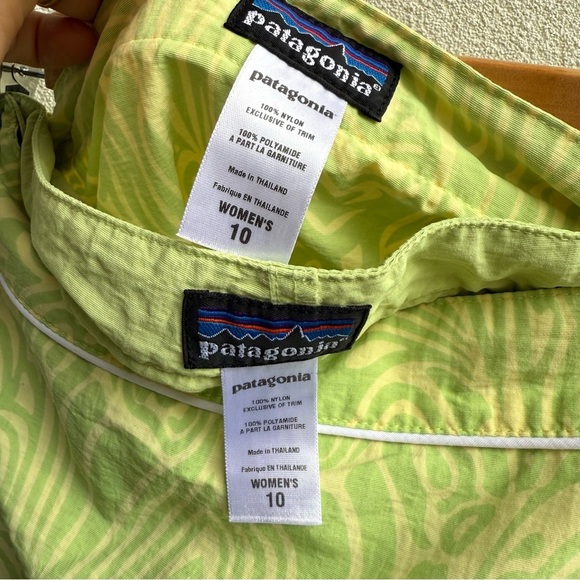 patagonia®
patagonia
100% NYLON
EXCLUSIVE OF TRIM
100% POLYAMIDE
A PART LA GARNITURE
Made in THAILAND
Fabrique EN THAILANDE
WOMEN'S
10
patagonia®
patagonia
100% NYLON
EXCLUSIVE OF TRIM
100% POLYAMIDE
A PART LA GARNITURE
Made in THAILAND
Fabrique EN THAILANDE
WOMEN'S
10